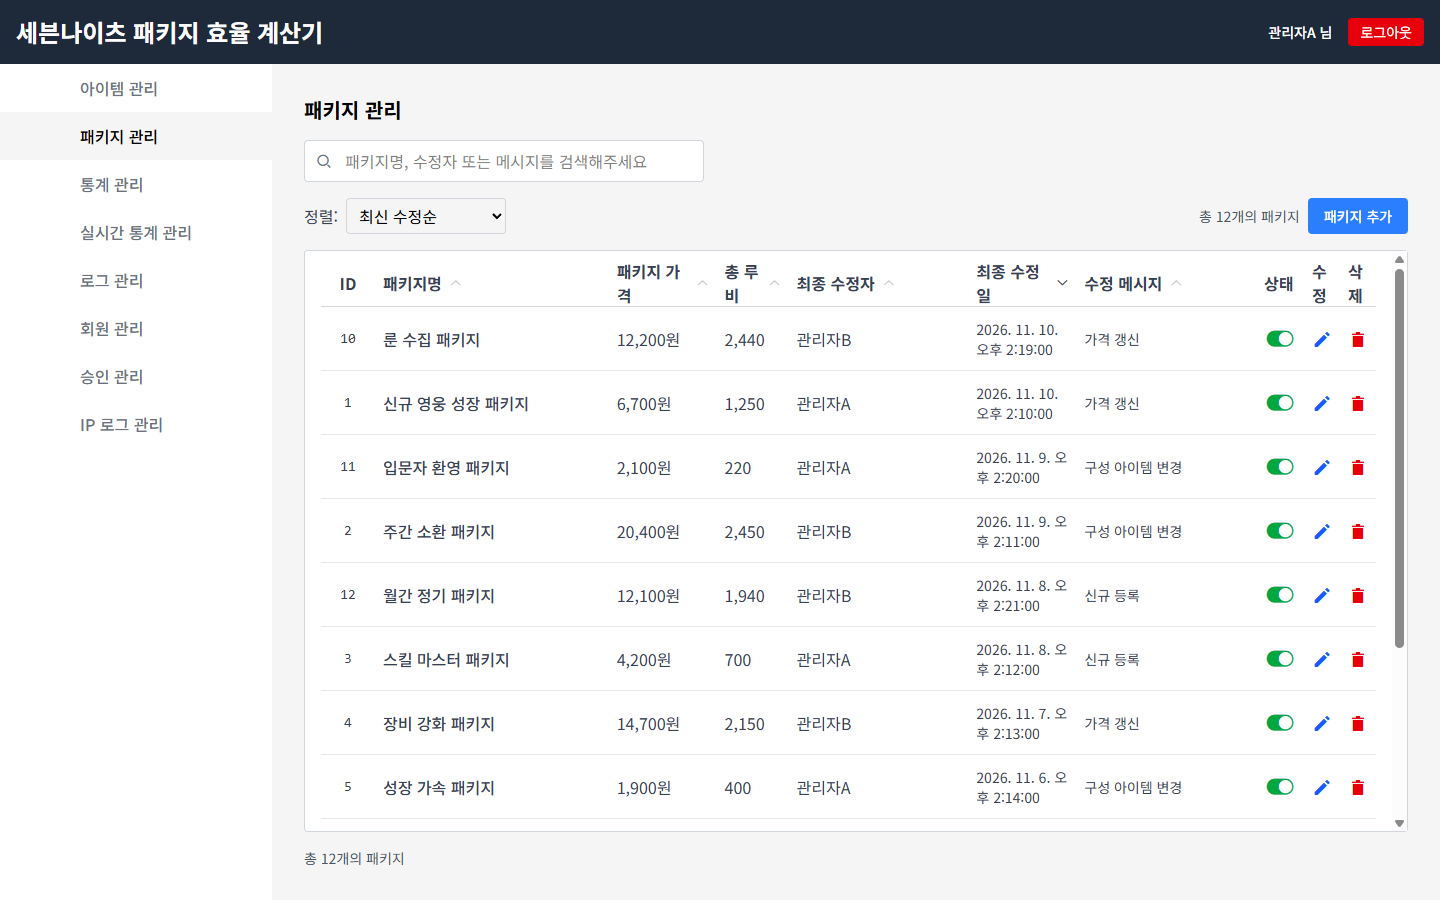 세븐나이츠 패키지 효율 계산기
관리자A 님
로그아웃
아이템 관리
패키지 관리
통계 관리
실시간 통계 관리
로그 관리
회원 관리
승인 관리
IP 로그 관리
패키지 관리
패키지명, 수정자 또는 메시지를 검색해주세요
정렬: 최신 수정순
총 12개의 패키지
패키지 추가
ID 패키지명 패키지 가격 총 루비 최종 수정자 최종 수정일 수정 메시지 상태 수정 삭제
10 룬 수집 패키지 12,200원 2,440 관리자B 2026. 11. 10. 오후 2:19:00 가격 갱신
1 신규 영웅 성장 패키지 6,700원 1,250 관리자A 2026. 11. 10. 오후 2:10:00 가격 갱신
11 입문자 환영 패키지 2,100원 220 관리자A 2026. 11. 9. 오후 2:20:00 구성 아이템 변경
2 주간 소환 패키지 20,400원 2,450 관리자B 2026. 11. 9. 오후 2:11:00 구성 아이템 변경
12 월간 정기 패키지 12,100원 1,940 관리자B 2026. 11. 8. 오후 2:21:00 신규 등록
3 스킬 마스터 패키지 4,200원 700 관리자A 2026. 11. 8. 오후 2:12:00 신규 등록
4 장비 강화 패키지 14,700원 2,150 관리자B 2026. 11. 7. 오후 2:13:00 가격 갱신
5 성장 가속 패키지 1,900원 400 관리자A 2026. 11. 6. 오후 2:14:00 구성 아이템 변경
총 12개의 패키지